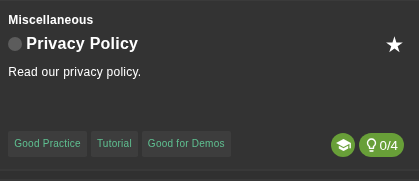 Miscellaneous
Privacy Policy
Read our privacy policy.
Good Practice Tutorial Good for Demos 0/4